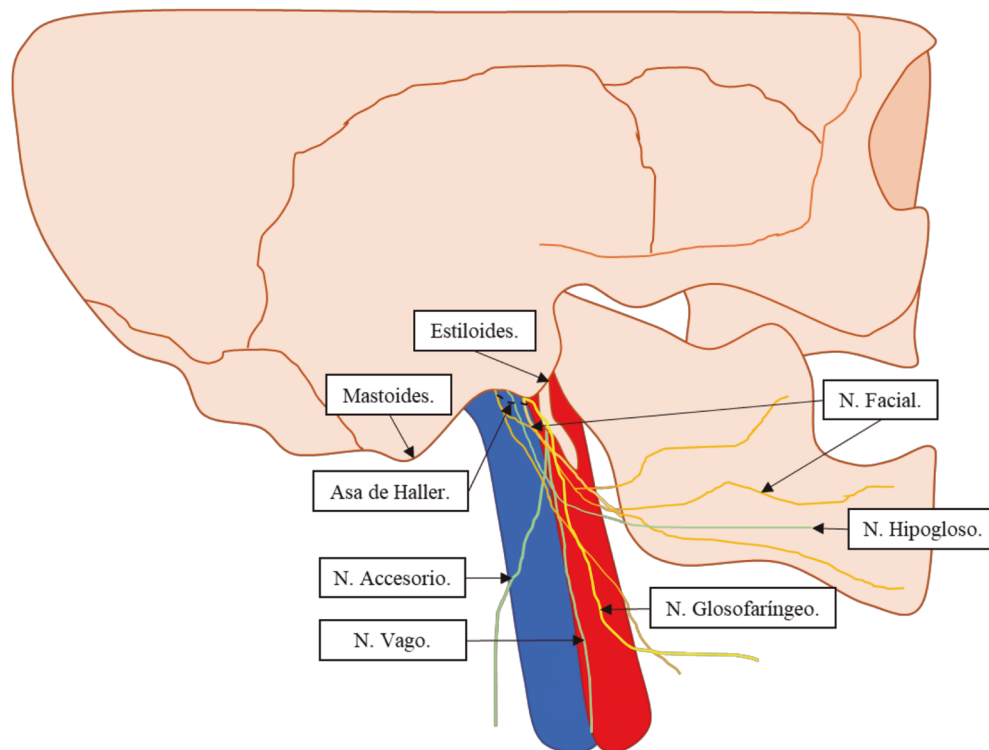 Estiloides.
Mastoides.
N. Facial.
Asa de Haller.
N. Hipogloso.
N. Accesorio.
N. Glosofaríngeo.
N. Vago.